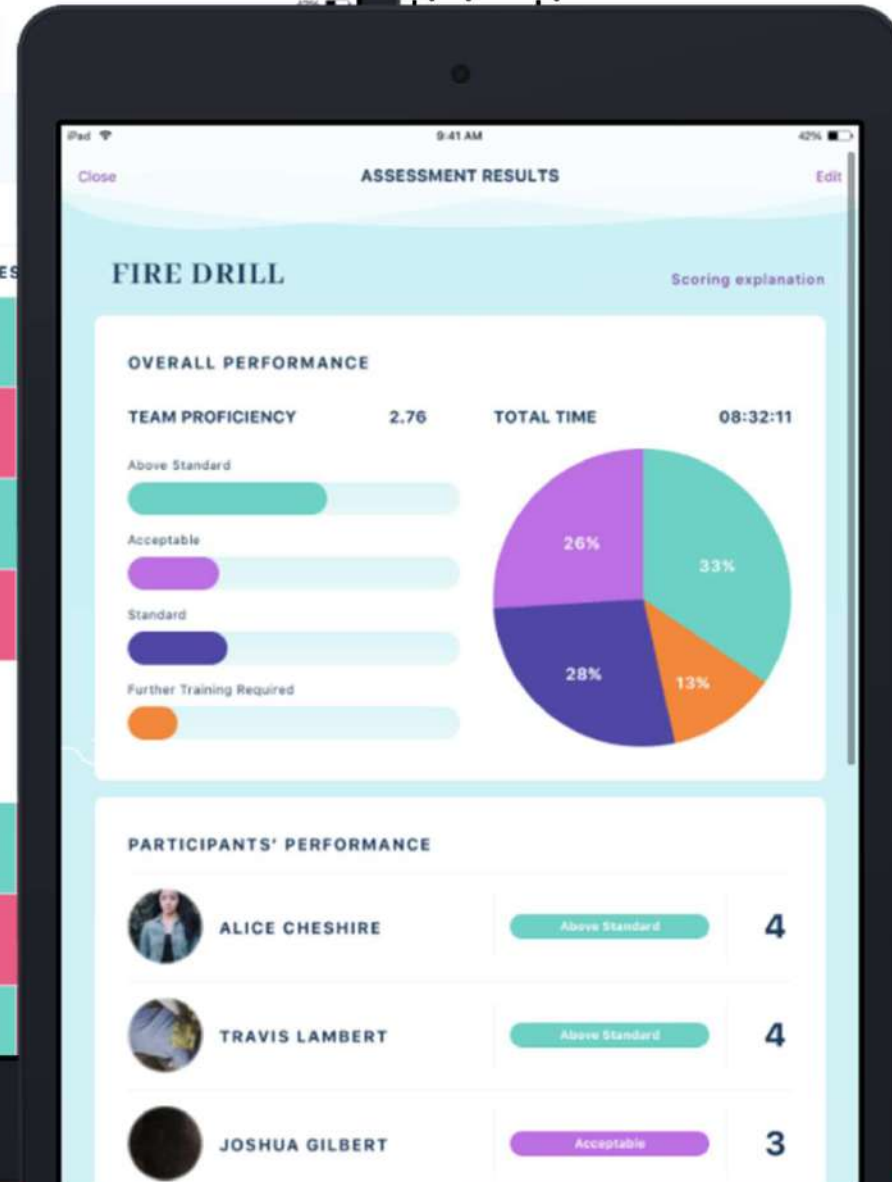 ES
iPad 9:41 AM 42%
Close ASSESSMENT RESULTS Edit
FIRE DRILL Scoring explanation
OVERALL PERFORMANCE
TEAM PROFICIENCY 2.76 TOTAL TIME 08:32:11
Above Standard
Acceptable
Standard
Further Training Required
26%
33%
28%
13%
PARTICIPANTS' PERFORMANCE
ALICE CHESHIRE Above Standard 4
TRAVIS LAMBERT Above Standard 4
JOSHUA GILBERT Acceptable 3